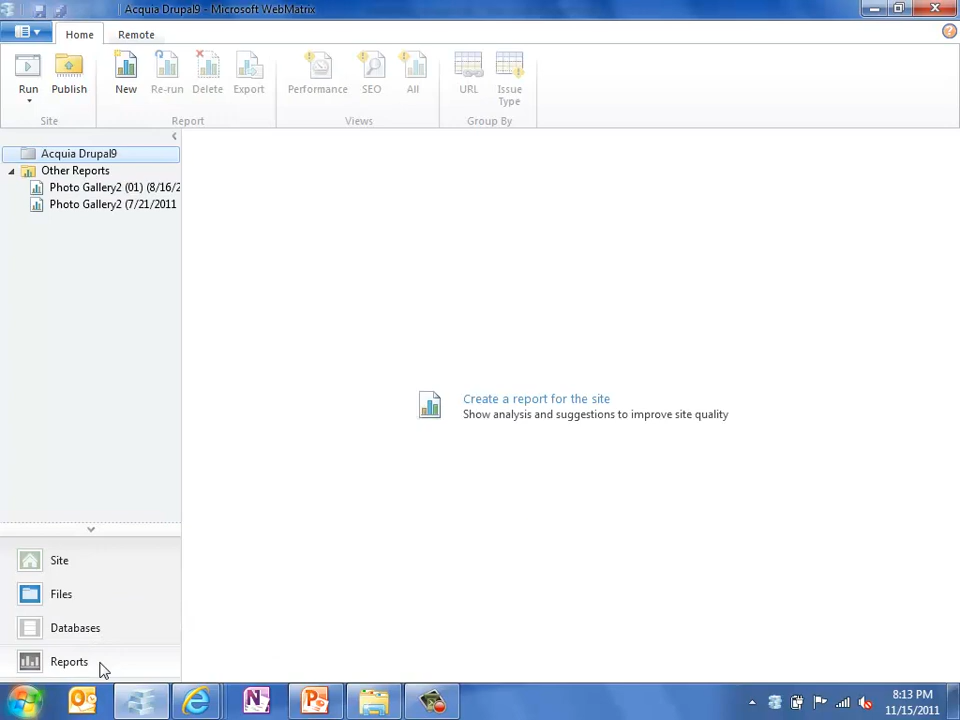 Acquia Drupal9 - Microsoft WebMatrix
Home Remote
Run Publish New Re-run Delete Export Performance SEO All URL Issue Type
Site Report Views Group By
Acquia Drupal9
Other Reports
Photo Gallery2 (01) (8/16/2
Photo Gallery2 (7/21/2011
Create a report for the site
Show analysis and suggestions to improve site quality
Site
Files
Databases
Reports
8:13 PM
11/15/2011